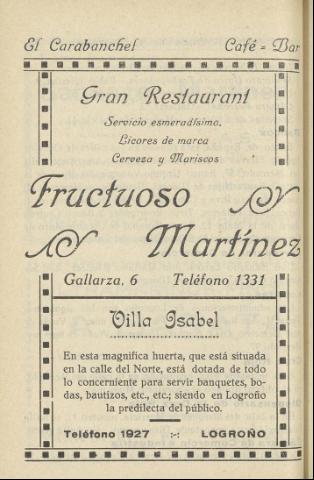 El Carabanchel Café - Bar
Gran Restaurant
Servicio esmeradísimo.
Licores de marca
Cerveza y Mariscos
Fructuoso
Martínez
Gallarza, 6 Teléfono 1331
Villa Isabel
En esta magnifica huerta, que está situada
en la calle del Norte, está dotada de todo
lo concerniente para servir banquetes, bo-
das, bautizos, etc., etc.; siendo en Logroño
la predilecta del público.
Teléfono 1927 :-: LOGROÑO